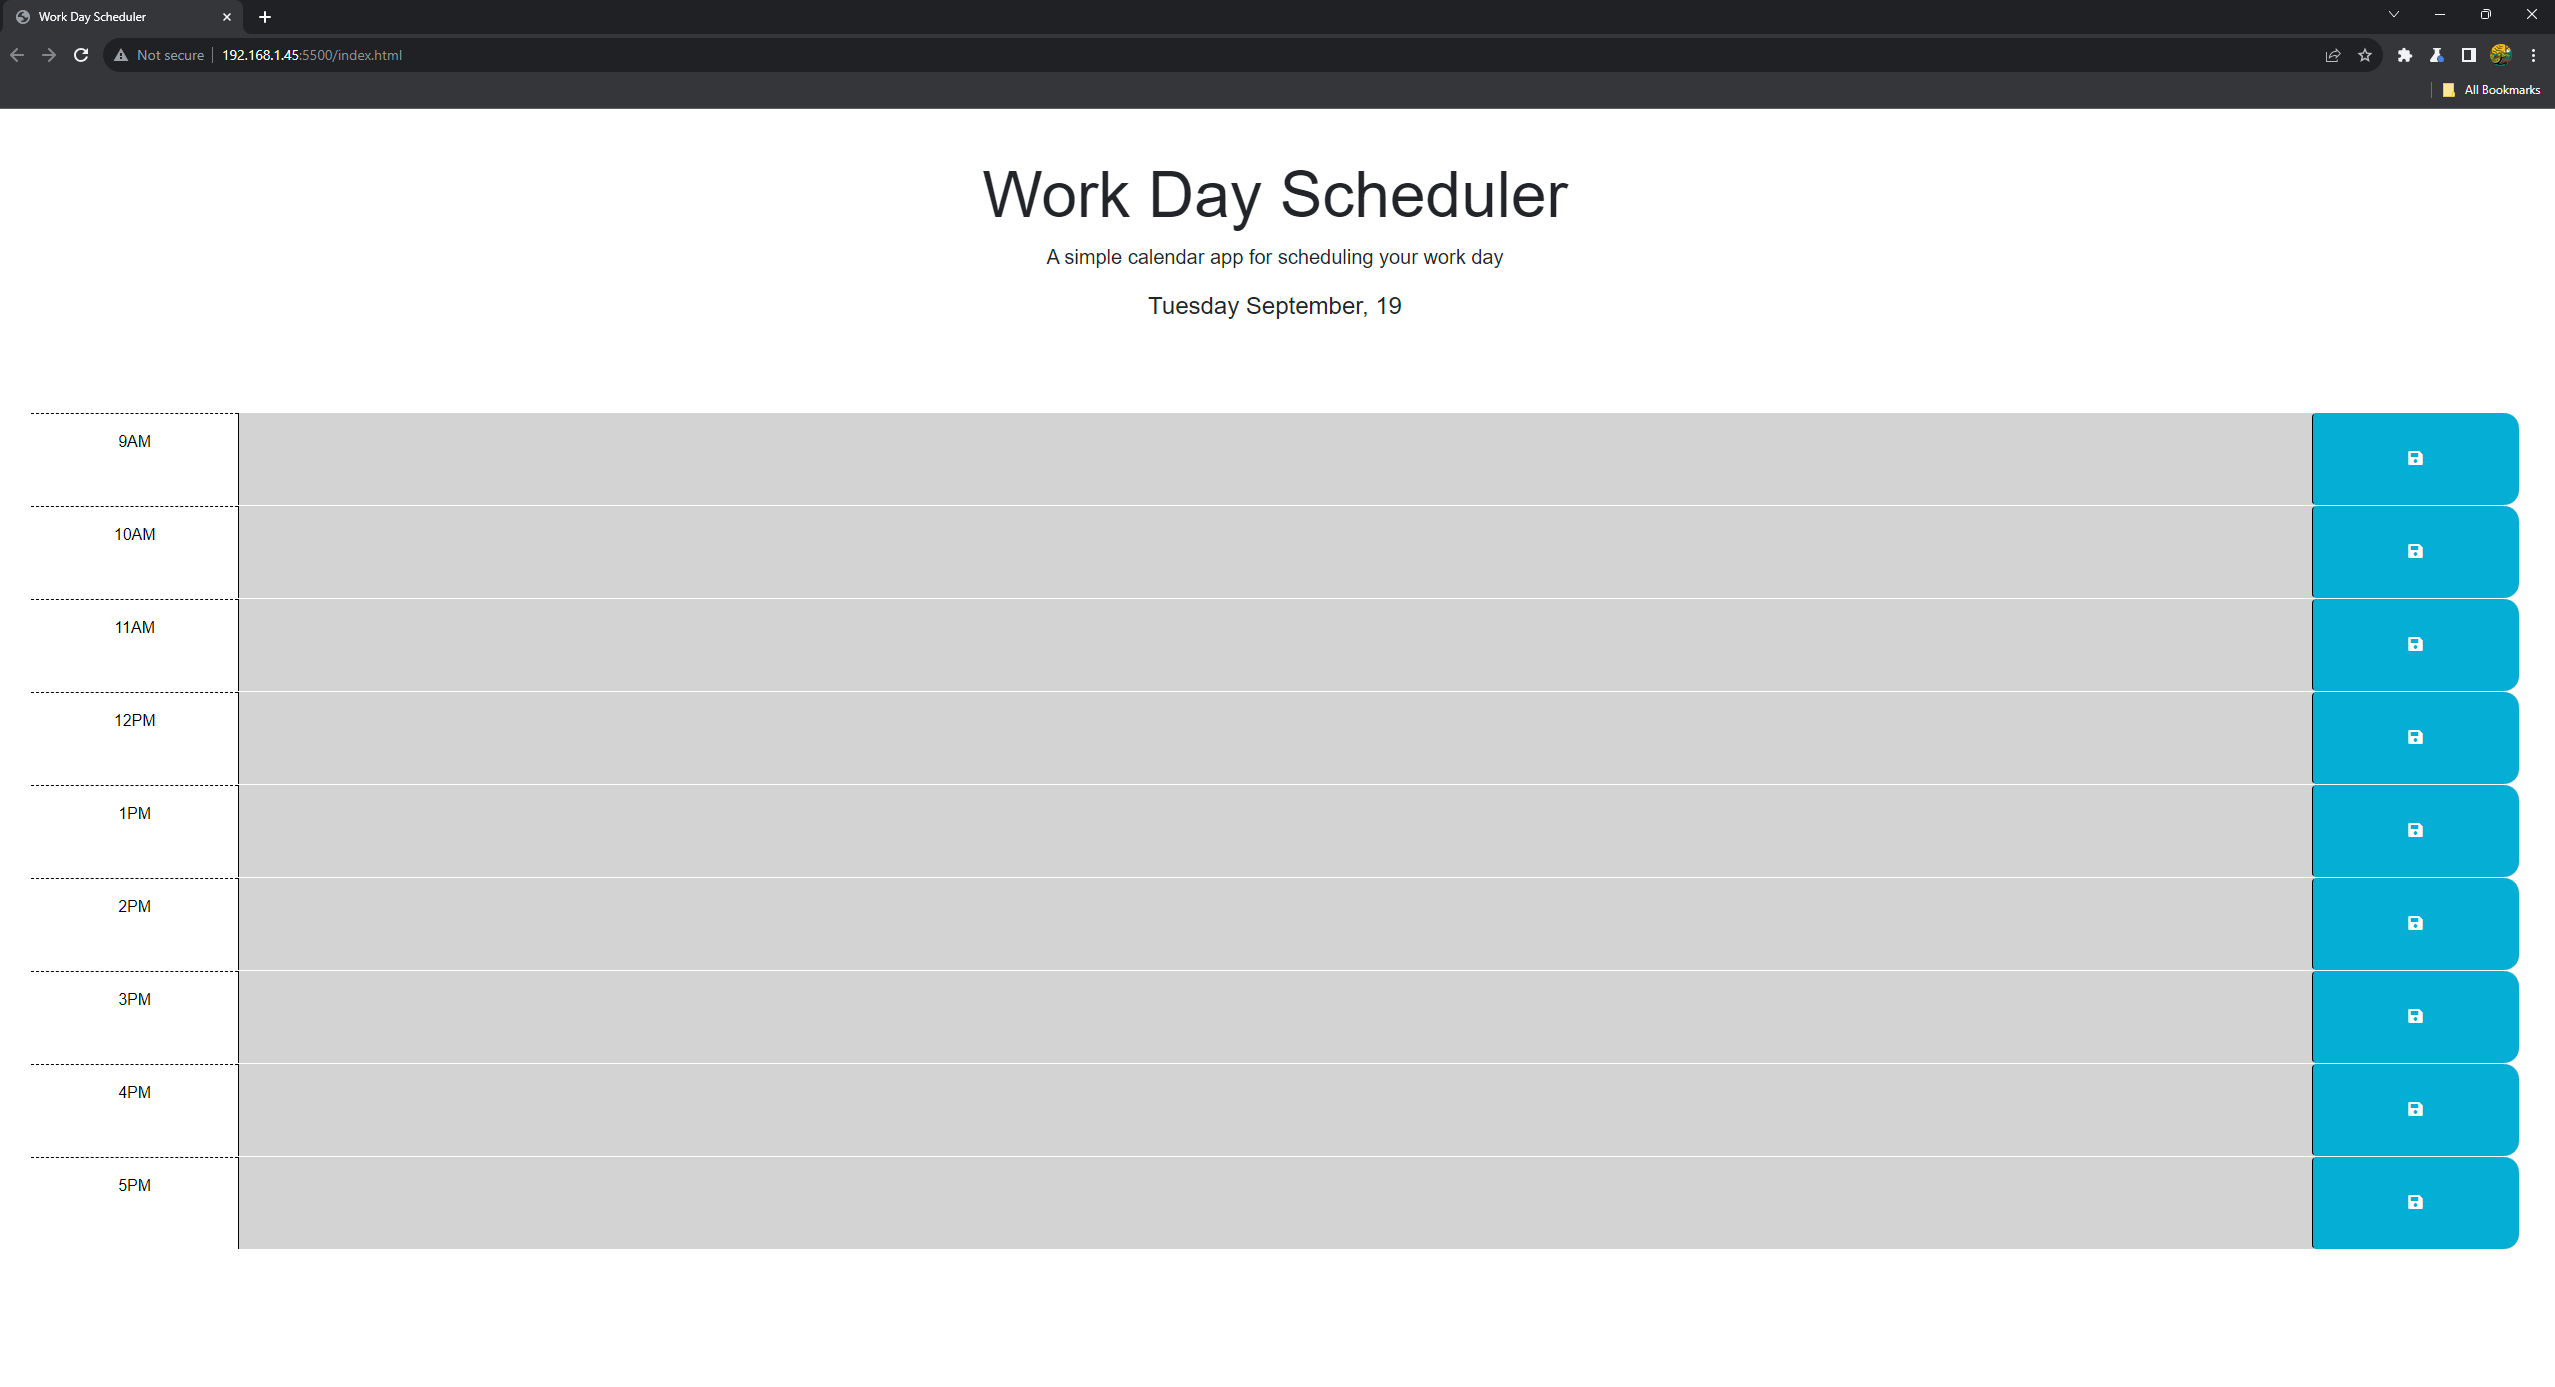 Work Day Scheduler
Not secure 192.168.1.45:5500/index.html
All Bookmarks
Work Day Scheduler
A simple calendar app for scheduling your work day
Tuesday September, 19
9AM
10AM
11AM
12PM
1PM
2PM
3PM
4PM
5PM